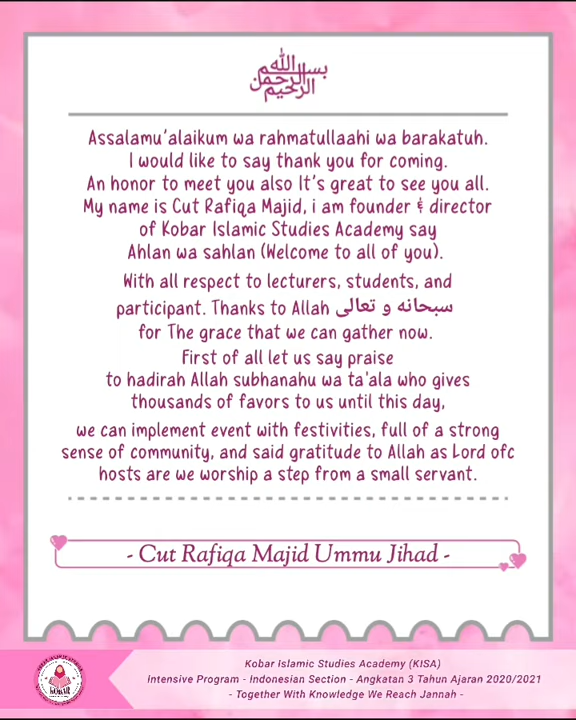 بسم الله الرحمن الرحيم
Assalamu'alaikum wa rahmatullaahi wa barakatuh.
I would like to say thank you for coming.
An honor to meet you also It's great to see you all.
My name is Cut Rafiqa Majid, i am founder & director
of Kobar Islamic Studies Academy say
Ahlan wa sahlan (Welcome to all of you).
With all respect to lecturers, students, and
participant. Thanks to Allah سبحانه و تعالى
for The grace that we can gather now.
First of all let us say praise
to hadirah Allah subhanahu wa ta'ala who gives
thousands of favors to us until this day,
we can implement event with festivities, full of a strong
sense of community, and said gratitude to Allah as Lord ofc
hosts are we worship a step from a small servant.
- Cut Rafiqa Majid Ummu Jihad -
KOBAR
Kobar Islamic Studies Academy (KISA)
Intensive Program - Indonesian Section - Angkatan 3 Tahun Ajaran 2020/2021
- Together With Knowledge We Reach Jannah -